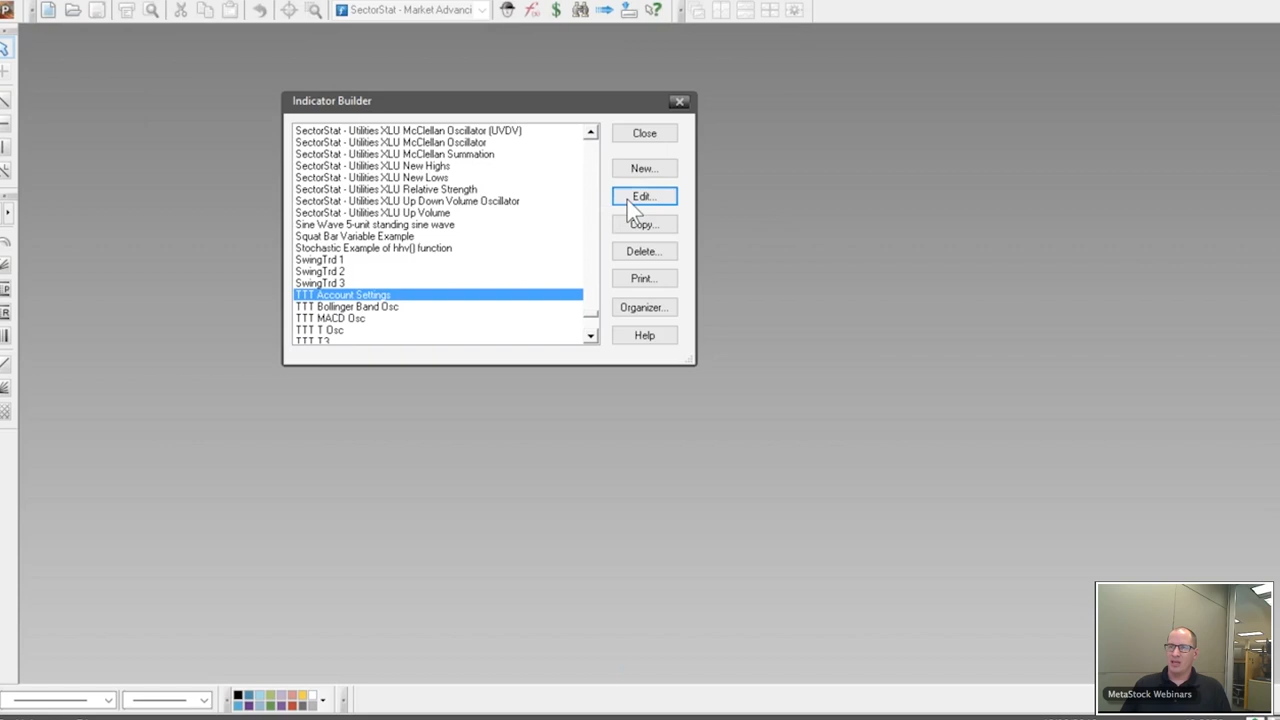 SectorStat - Market Advanci
Indicator Builder
SectorStat - Utilities XLU McClellan Oscillator (UVDV)
SectorStat - Utilities XLU McClellan Oscillator
SectorStat - Utilities XLU McClellan Summation
SectorStat - Utilities XLU New Highs
SectorStat - Utilities XLU New Lows
SectorStat - Utilities XLU Relative Strength
SectorStat - Utilities XLU Up Down Volume Oscillator
SectorStat - Utilities XLU Up Volume
Sine Wave 5-unit standing sine wave
Squat Bar Variable Example
Stochastic Example of hhv() function
SwingTrd 1
SwingTrd 2
SwingTrd 3
TTT Account Settings
TTT Bollinger Band Osc
TTT MACD Osc
TTT T Osc
TTT T3
Close
New...
Edit...
Copy...
Delete...
Print...
Organizer...
Help
MetaStock Webinars